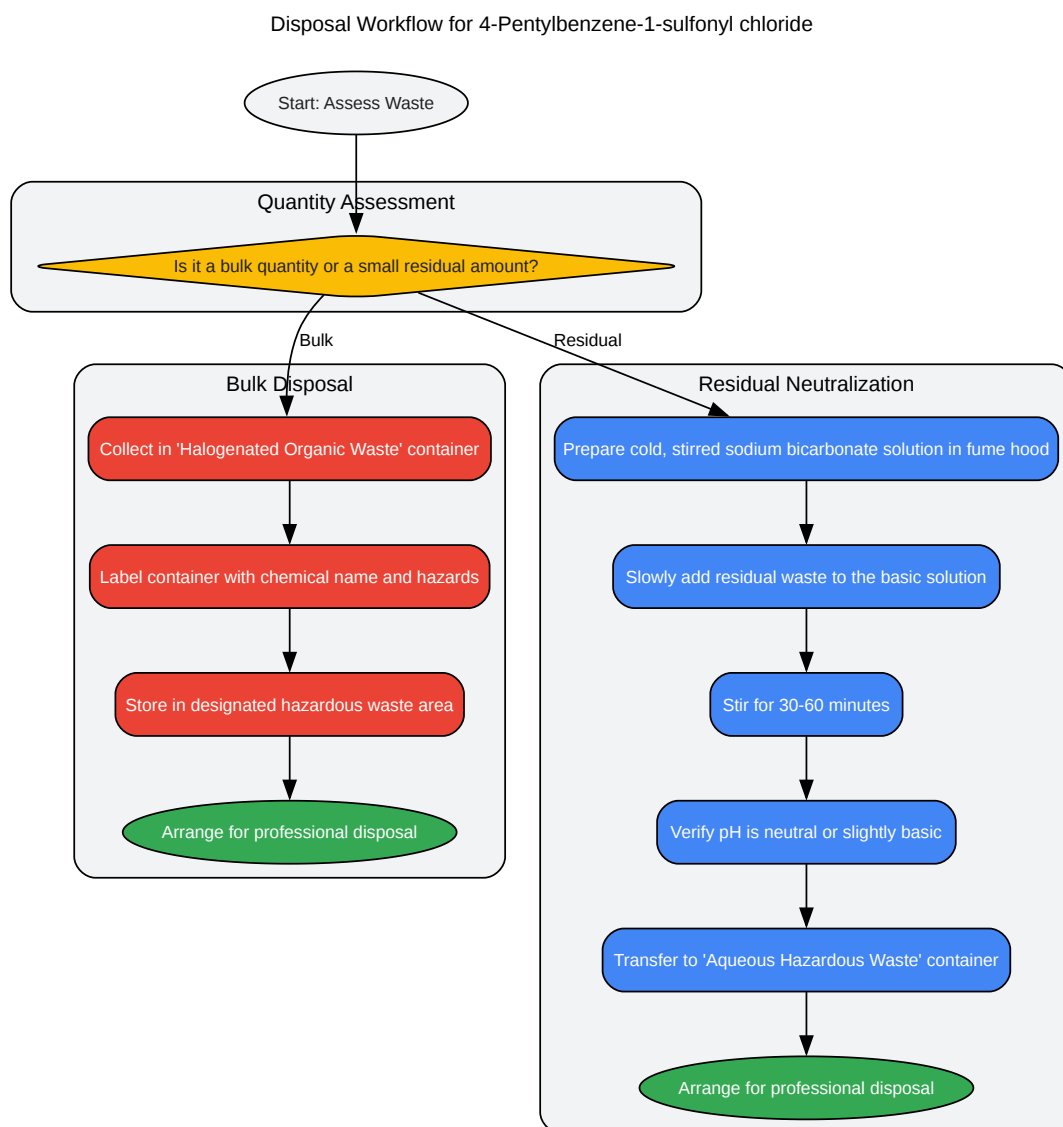 Disposal Workflow for 4-Pentylbenzene-1-sulfonyl chloride
Start: Assess Waste
Quantity Assessment
Is it a bulk quantity or a small residual amount?
Bulk
Residual
Bulk Disposal
Collect in 'Halogenated Organic Waste' container
Label container with chemical name and hazards
Store in designated hazardous waste area
Arrange for professional disposal
Residual Neutralization
Prepare cold, stirred sodium bicarbonate solution in fume hood
Slowly add residual waste to the basic solution
Stir for 30-60 minutes
Verify pH is neutral or slightly basic
Transfer to 'Aqueous Hazardous Waste' container
Arrange for professional disposal